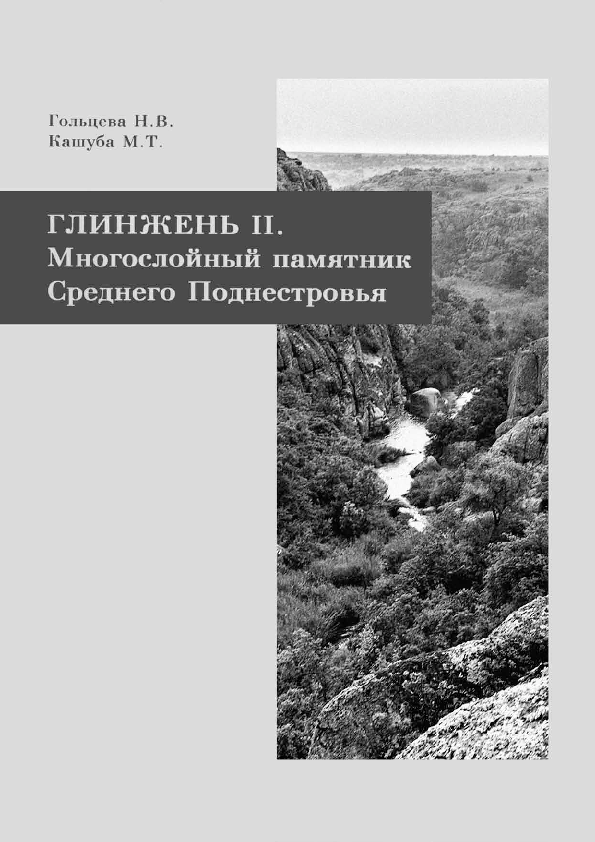 Гольцева Н.В.
Кашуба М.Т.
ГЛИНЖЕНЬ II.
Многослойный памятник
Среднего Поднестровья